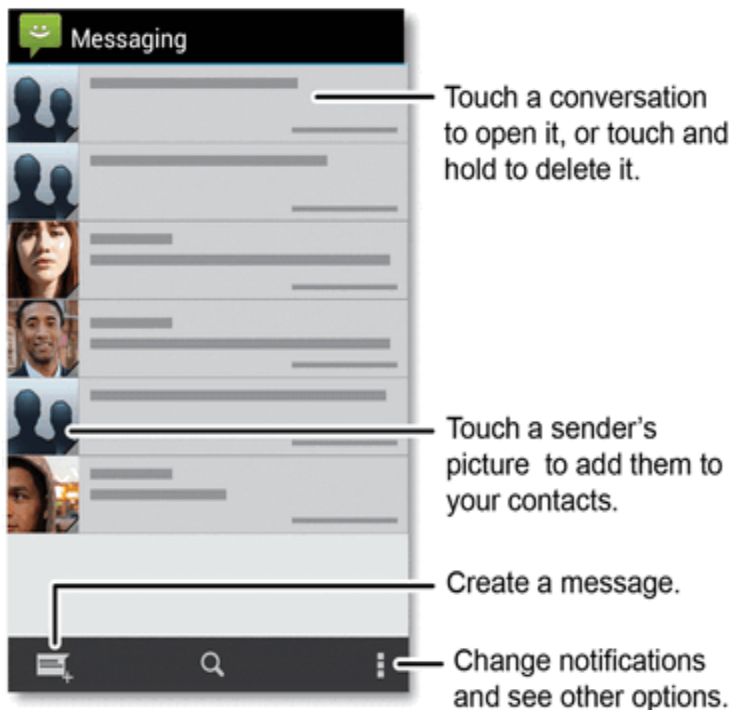 Messaging
Touch a conversation
to open it, or touch and
hold to delete it.
Touch a sender's
picture  to add them to
your contacts.
Create a message.
Change notifications
and see other options.